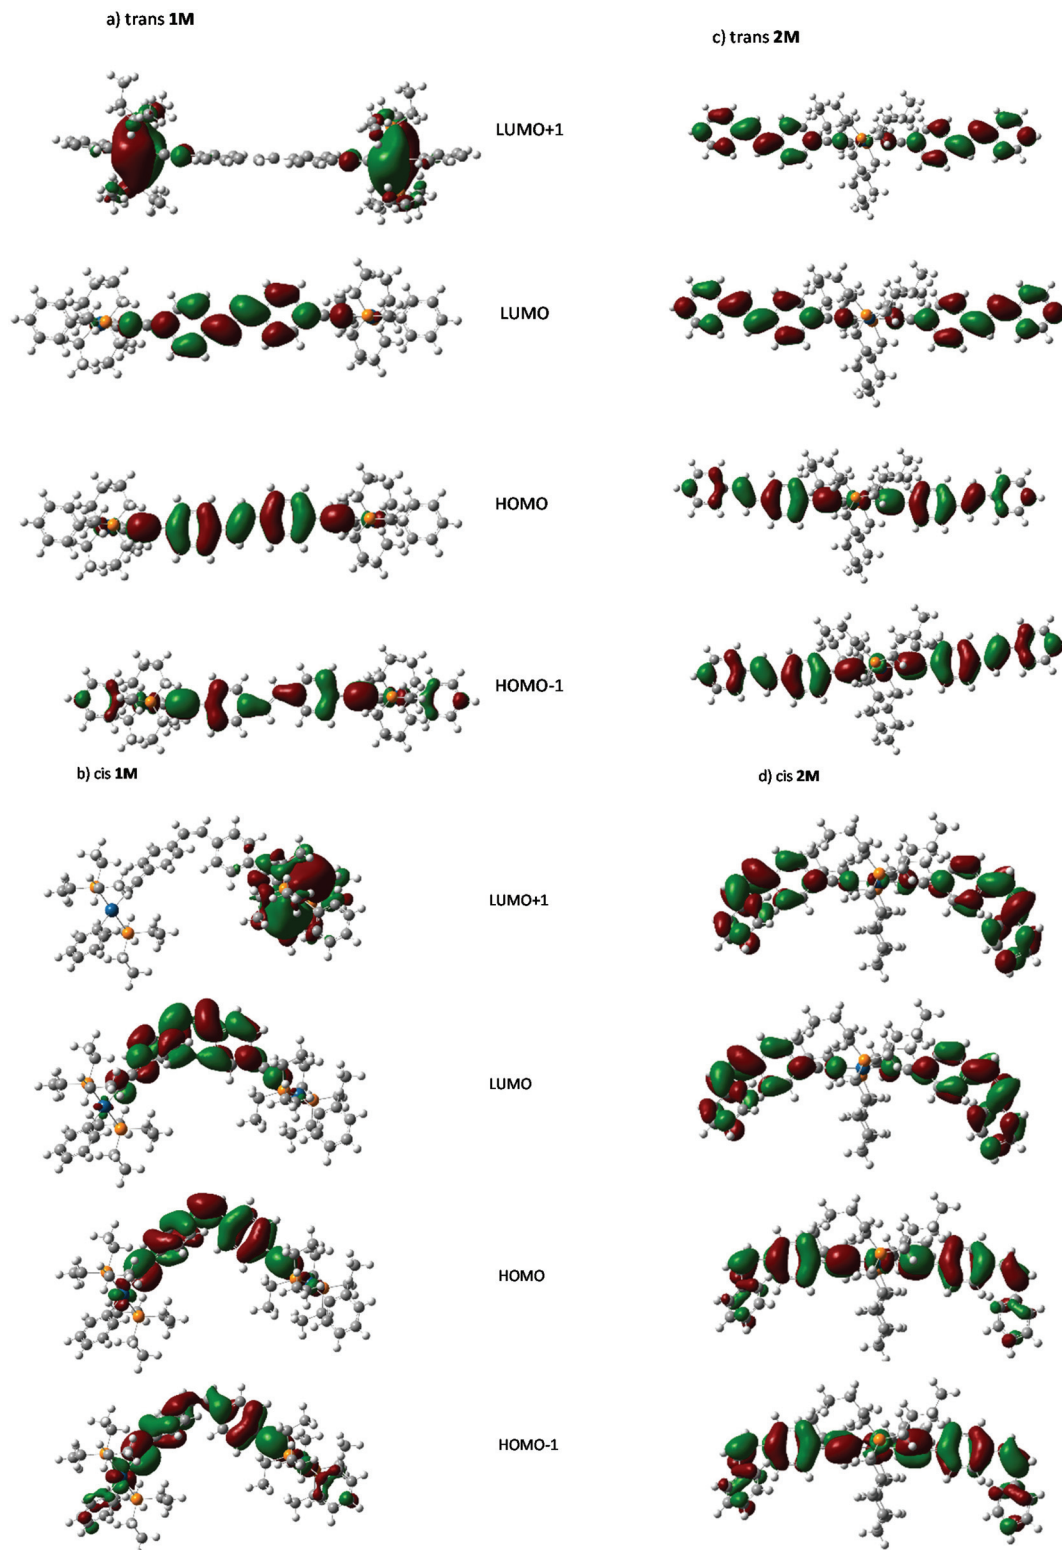 a) trans 1M
LUMO+1
LUMO
HOMO
HOMO-1
b) cis 1M
LUMO+1
LUMO
HOMO
HOMO-1
c) trans 2M
d) cis 2M